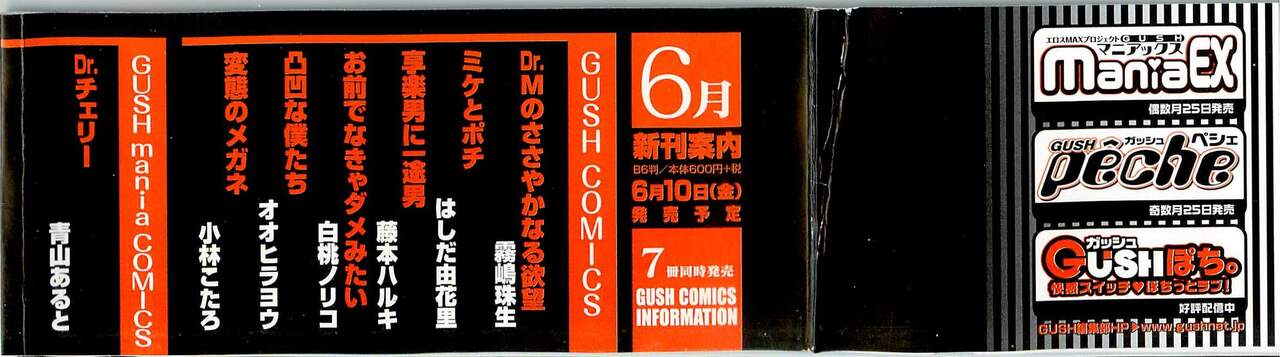 6月
新刊案内
B6判/本体600円+税
6月10日(金)
発売予定
7冊同時発売
GUSH COMICS
INFORMATION
GUSH COMICS
Dr.Mのささやかなる欲望
霧嶋珠生
ミケとポチ
はしだ由花里
享楽男に一途男
藤本ハルキ
お前でなきゃダメみたい
白桃ノリコ
凸凹な僕たち
オオヒラヨウ
変態のメガネ
小林こたろ
GUSH mania COMICS
Dr.チェリー
青山あると
エロスMAXプロジェクトGUSH
マニアックス
maniaEX
偶数月25日発売
GUSH ガッシュ ペシェ
pêche
奇数月25日発売
ガッシュ
GUSHぽち。
快感スイッチ♥ぽちっとラブ!
好評配信中
GUSH編集部HP▶www.gushnet.jp